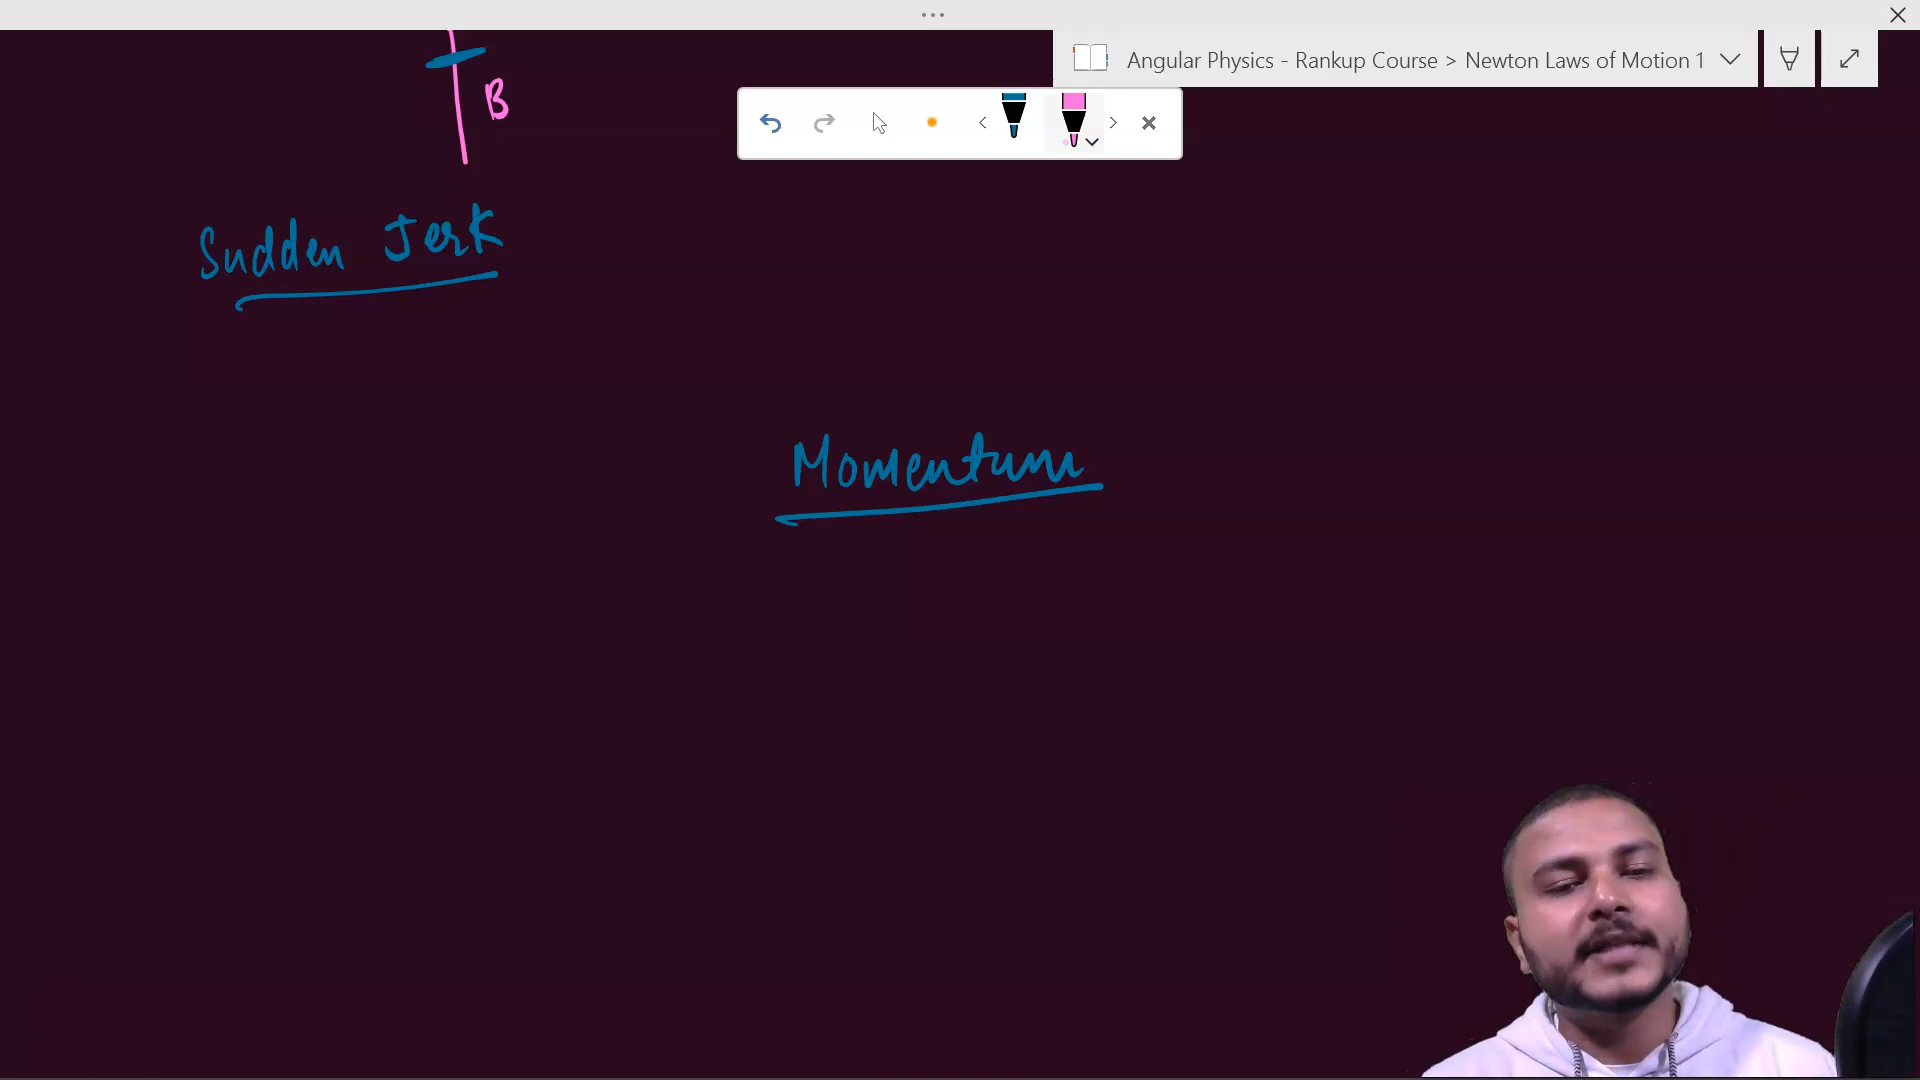 Angular Physics - Rankup Course > Newton Laws of Motion 1
B
Sudden Jerk
Momentum